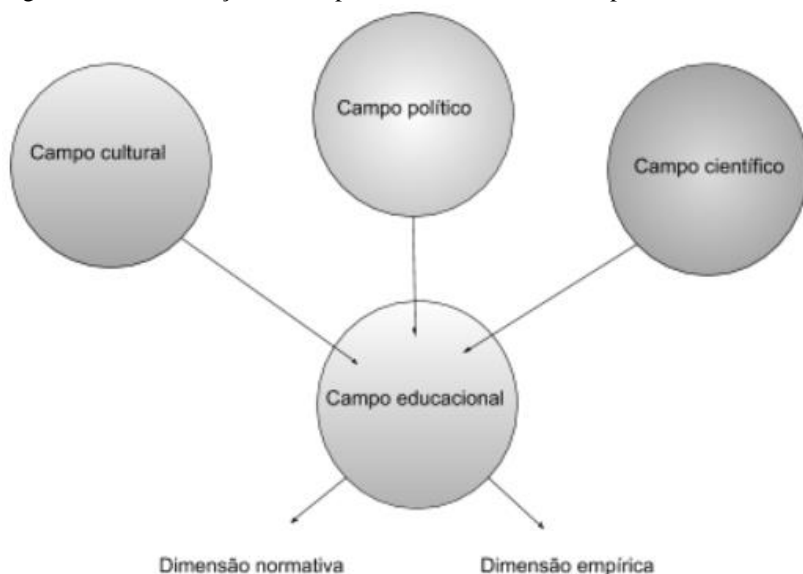 Campo político
Campo cultural
Campo científico
Campo educacional
Dimensão normativa
Dimensão empírica